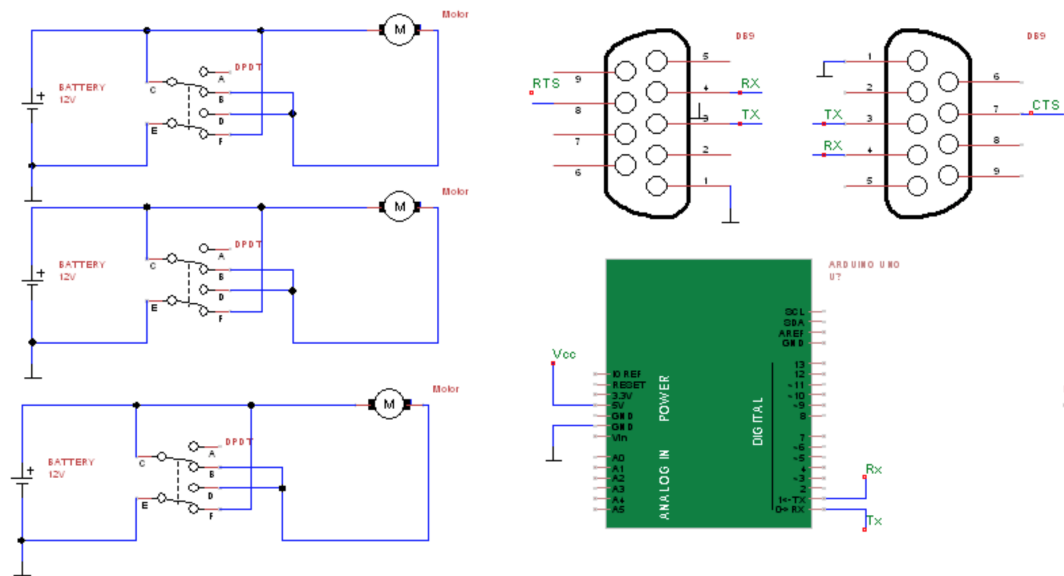 Motor
M
BATTERY
12V
+
DPDT
A
B
C
D
E
F
Motor
M
BATTERY
12V
+
DPDT
A
B
C
D
E
F
Motor
M
BATTERY
12V
+
DPDT
A
B
C
D
E
F
DB9
5
9
4
RTS
RX
8
3
TX
7
2
6
1
DB9
1
6
2
7
CTS
TX
3
8
RX
4
9
5
ARDUINO UNO
U?
SCL
SDA
AREF
GND
13
12
~11
~10
~9
8
7
~6
~5
4
~3
2
1<-TX
0->RX
DIGITAL
Vcc
IOREF
RESET
3.3V
5V
GND
GND
Vin
POWER
A0
A1
A2
A3
A4
A5
ANALOG IN
Rx
Tx